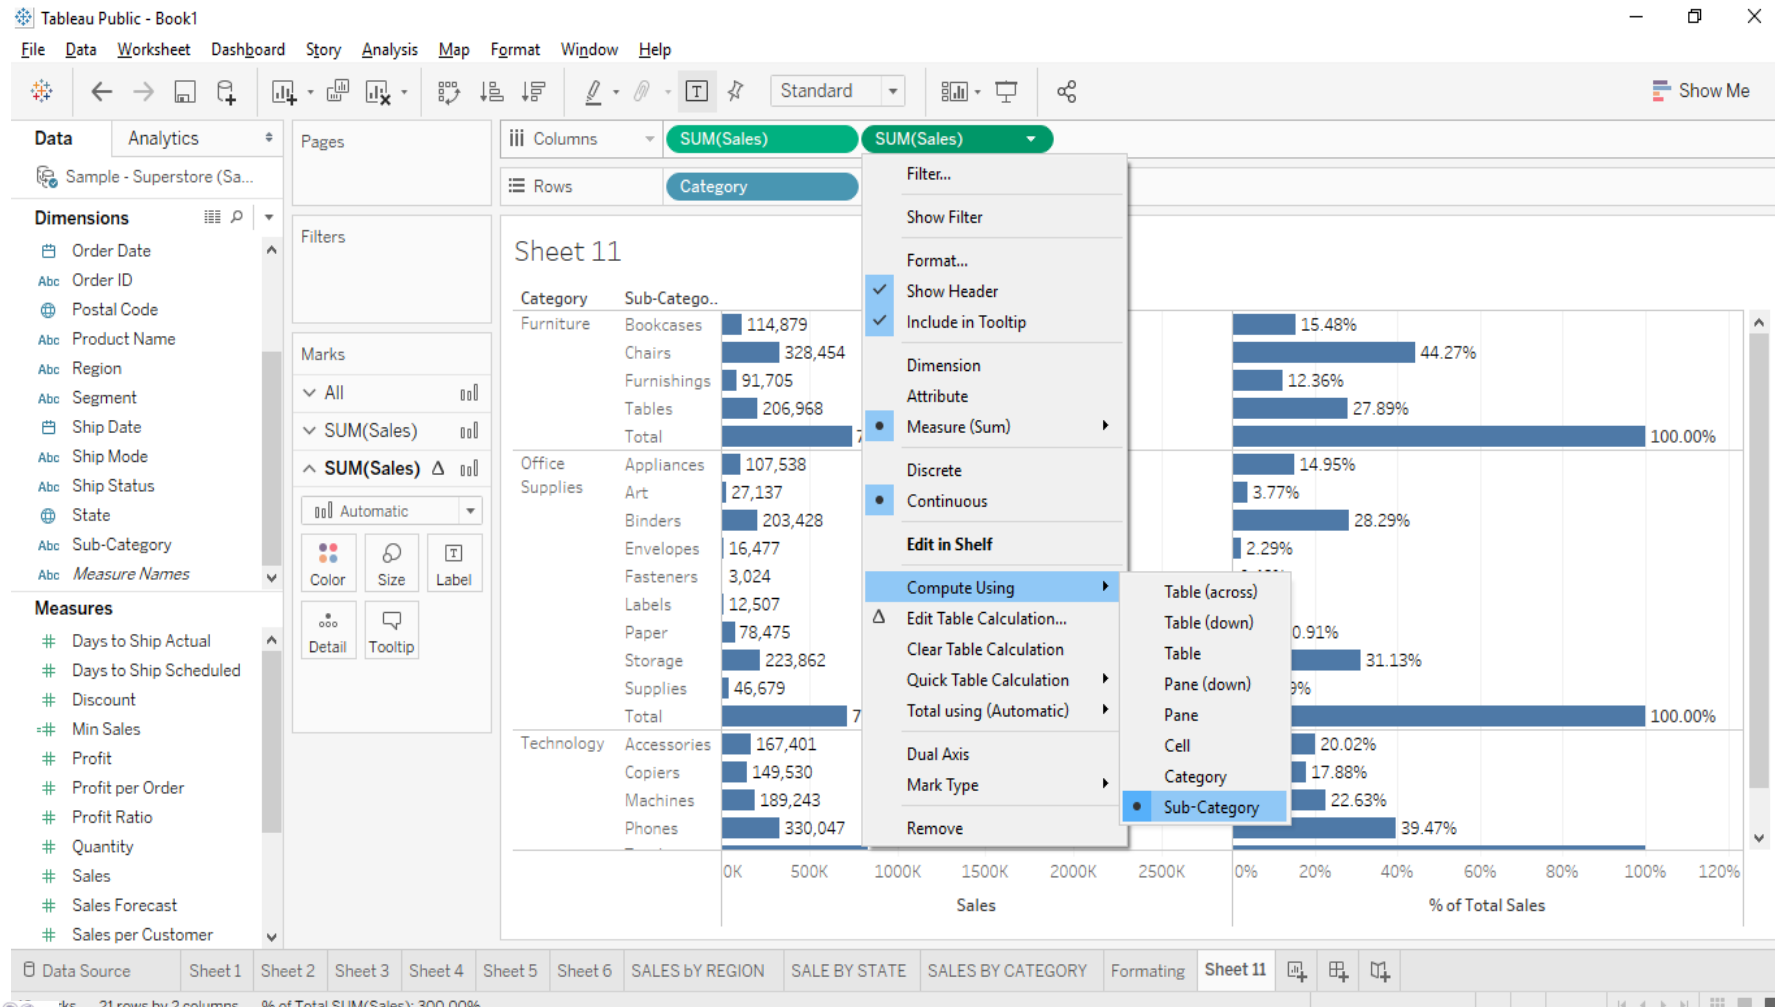 Tableau Public - Book1
File Data Worksheet Dashboard Story Analysis Map Format Window Help
Standard
Show Me
Data Analytics
Sample - Superstore (Sa...
Dimensions
Order Date
Abc Order ID
Postal Code
Abc Product Name
Abc Region
Abc Segment
Ship Date
Abc Ship Mode
Abc Ship Status
State
Abc Sub-Category
Abc Measure Names
Measures
# Days to Ship Actual
# Days to Ship Scheduled
# Discount
=# Min Sales
# Profit
# Profit per Order
# Profit Ratio
# Quantity
# Sales
# Sales Forecast
# Sales per Customer
Pages
Filters
Marks
All
SUM(Sales)
SUM(Sales) Δ
Automatic
Color Size T Label
Detail Tooltip
Columns SUM(Sales) SUM(Sales)
Rows Category
Sheet 11
Category Sub-Catego..
Furniture Bookcases 114,879 15.48%
Chairs 328,454 44.27%
Furnishings 91,705 12.36%
Tables 206,968 27.89%
Total 7 100.00%
Office Supplies Appliances 107,538 14.95%
Art 27,137 3.77%
Binders 203,428 28.29%
Envelopes 16,477 2.29%
Fasteners 3,024
Labels 12,507
Paper 78,475 0.91%
Storage 223,862 31.13%
Supplies 46,679 9%
Total 7 100.00%
Technology Accessories 167,401 20.02%
Copiers 149,530 17.88%
Machines 189,243 22.63%
Phones 330,047 39.47%
0K 500K 1000K 1500K 2000K 2500K 0% 20% 40% 60% 80% 100% 120%
Sales % of Total Sales
Filter...
Show Filter
Format...
Show Header
Include in Tooltip
Dimension
Attribute
Measure (Sum)
Discrete
Continuous
Edit in Shelf
Compute Using
Δ Edit Table Calculation...
Clear Table Calculation
Quick Table Calculation
Total using (Automatic)
Dual Axis
Mark Type
Remove
Table (across)
Table (down)
Table
Pane (down)
Pane
Cell
Category
Sub-Category
Data Source Sheet 1 Sheet 2 Sheet 3 Sheet 4 Sheet 5 Sheet 6 SALES bY REGION SALE BY STATE SALES BY CATEGORY Formating Sheet 11
21 rows by 2 columns % of Total SUM(Sales): 300.00%